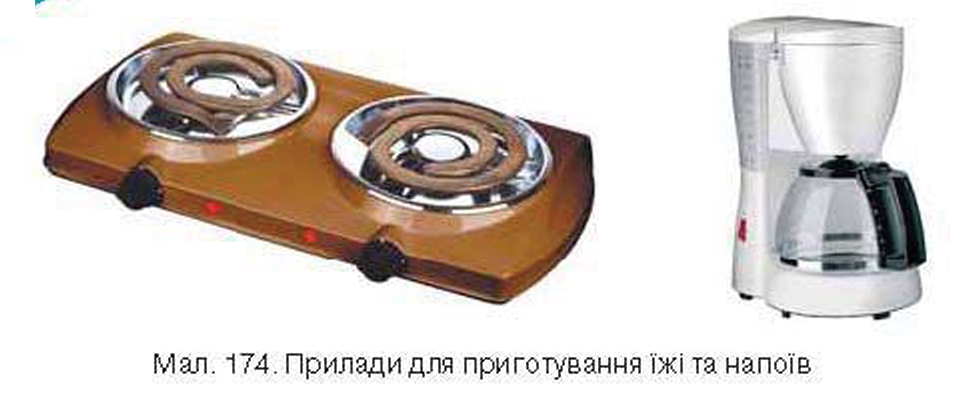 Мал. 174. Прилади для приготування їжі та напоїв